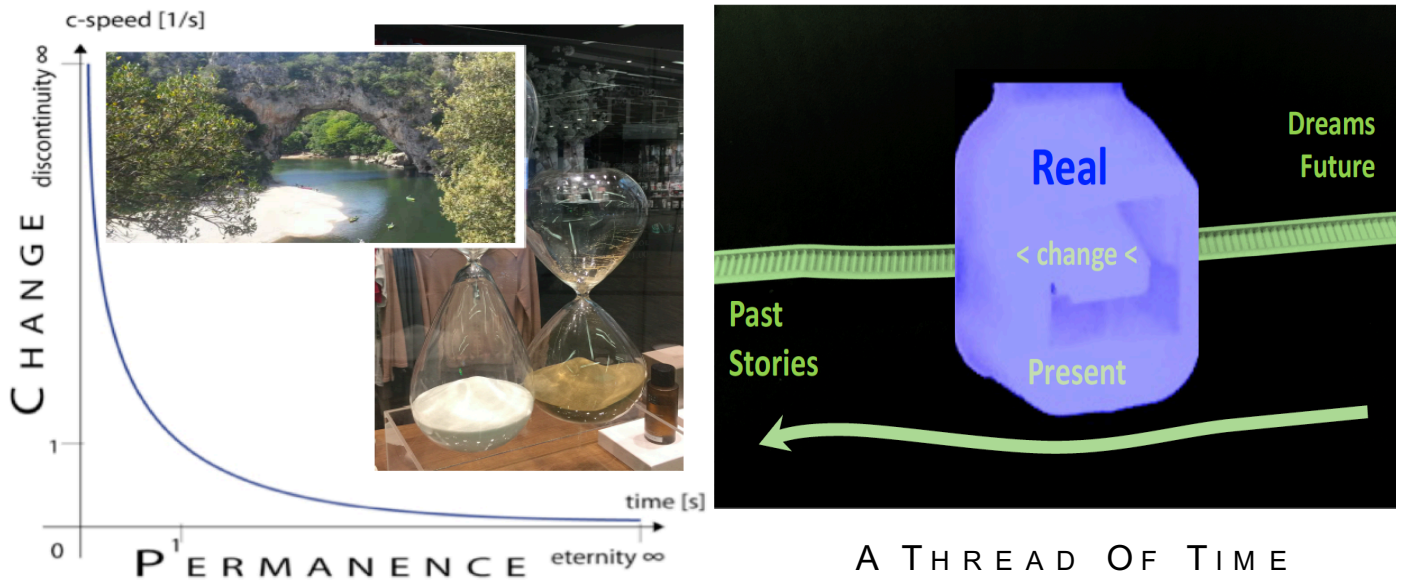 c-speed [1/s]
discontinuity ∞
CHANGE
1
0
1
time [s]
eternity ∞
PERMANENCE
Dreams
Future
Real
< change <
Present
Past
Stories
A THREAD OF TIME